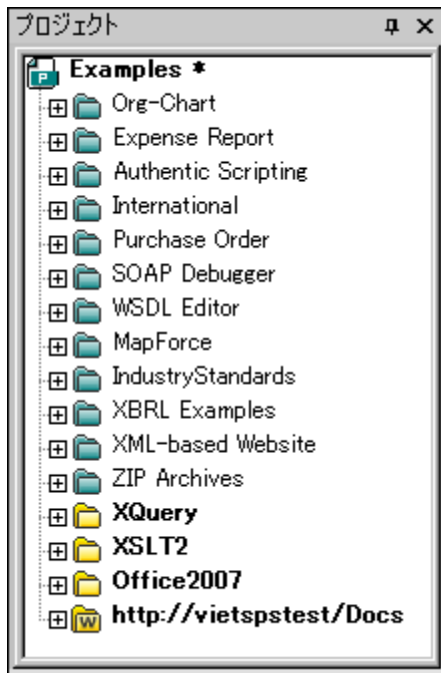 プロジェクト
Examples *
Org-Chart
Expense Report
Authentic Scripting
International
Purchase Order
SOAP Debugger
WSDL Editor
MapForce
IndustryStandards
XBRL Examples
XML-based Website
ZIP Archives
XQuery
XSLT2
Office2007
http://vietspstest/Docs